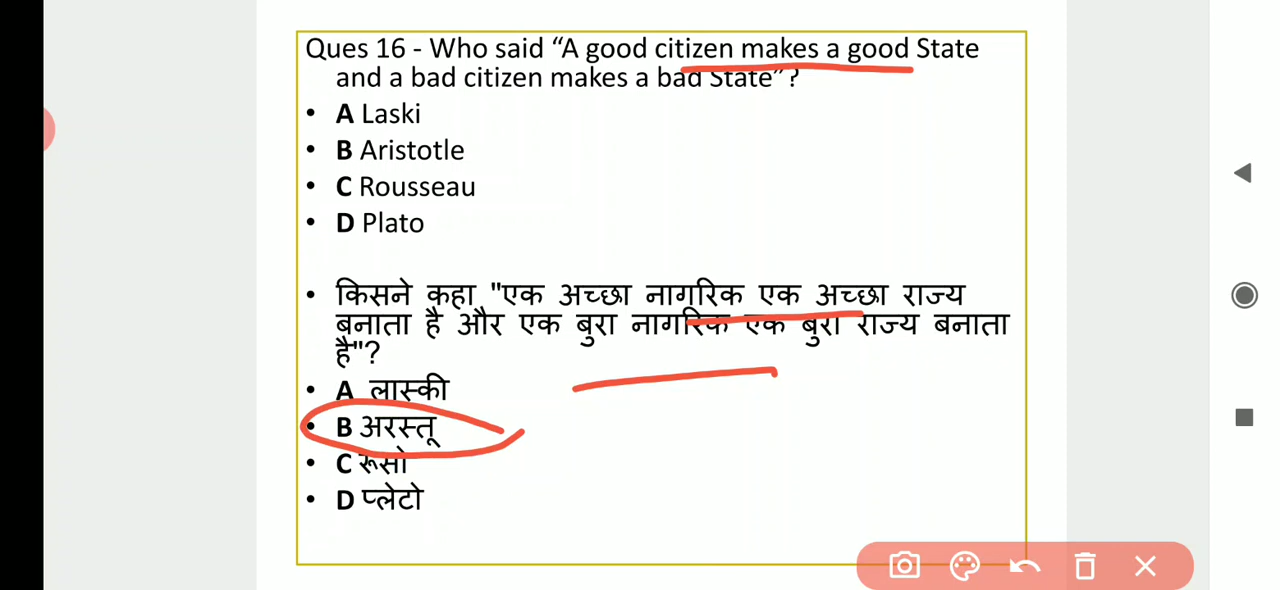 Ques 16 - Who said “A good citizen makes a good State
and a bad citizen makes a bad State”?
• A Laski
• B Aristotle
• C Rousseau
• D Plato
• किसने कहा "एक अच्छा नागरिक एक अच्छा राज्य
बनाता है और एक बुरा नागरिक एक बुरा राज्य बनाता
है"?
• A लास्की
• B अरस्तू
• C रूसो
• D प्लेटो